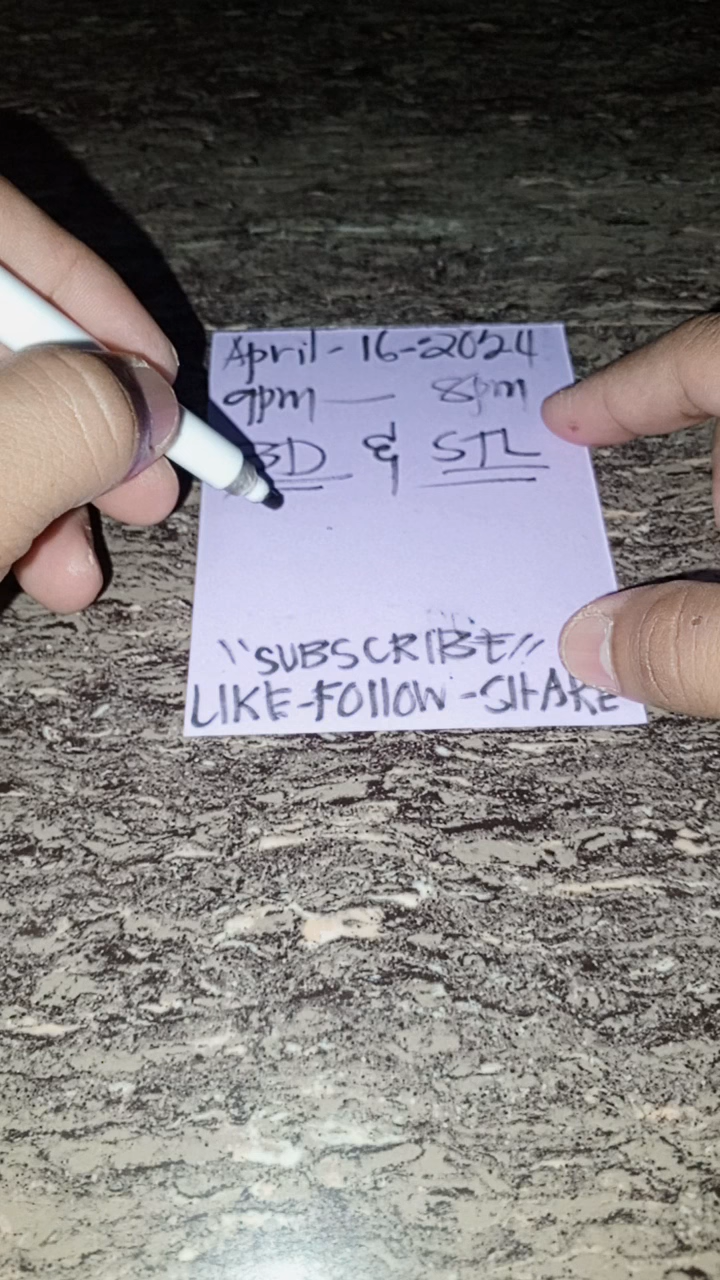 April-16-2024
9pm — 8pm
3D & STL
"SUBSCRIBE"
LIKE-FOllOW-SHARE